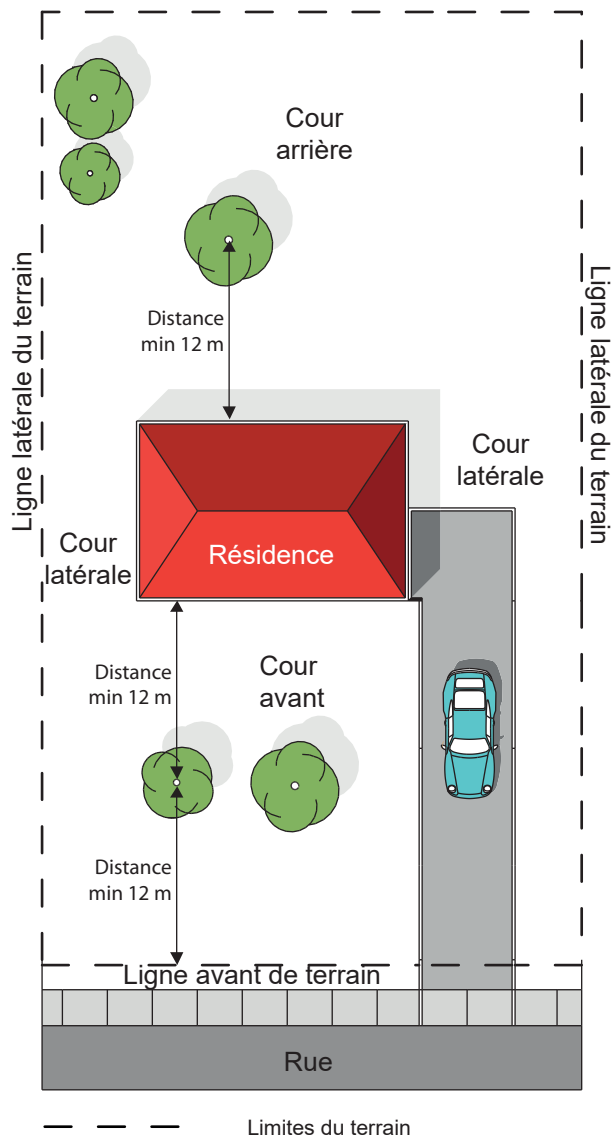 Cour
arrière
Ligne latérale du terrain
Ligne latérale du terrain
Distance
min 12 m
Cour
latérale
Résidence
Cour
latérale
Distance
min 12 m
Cour
avant
Distance
min 12 m
Ligne avant de terrain
Rue
Limites du terrain